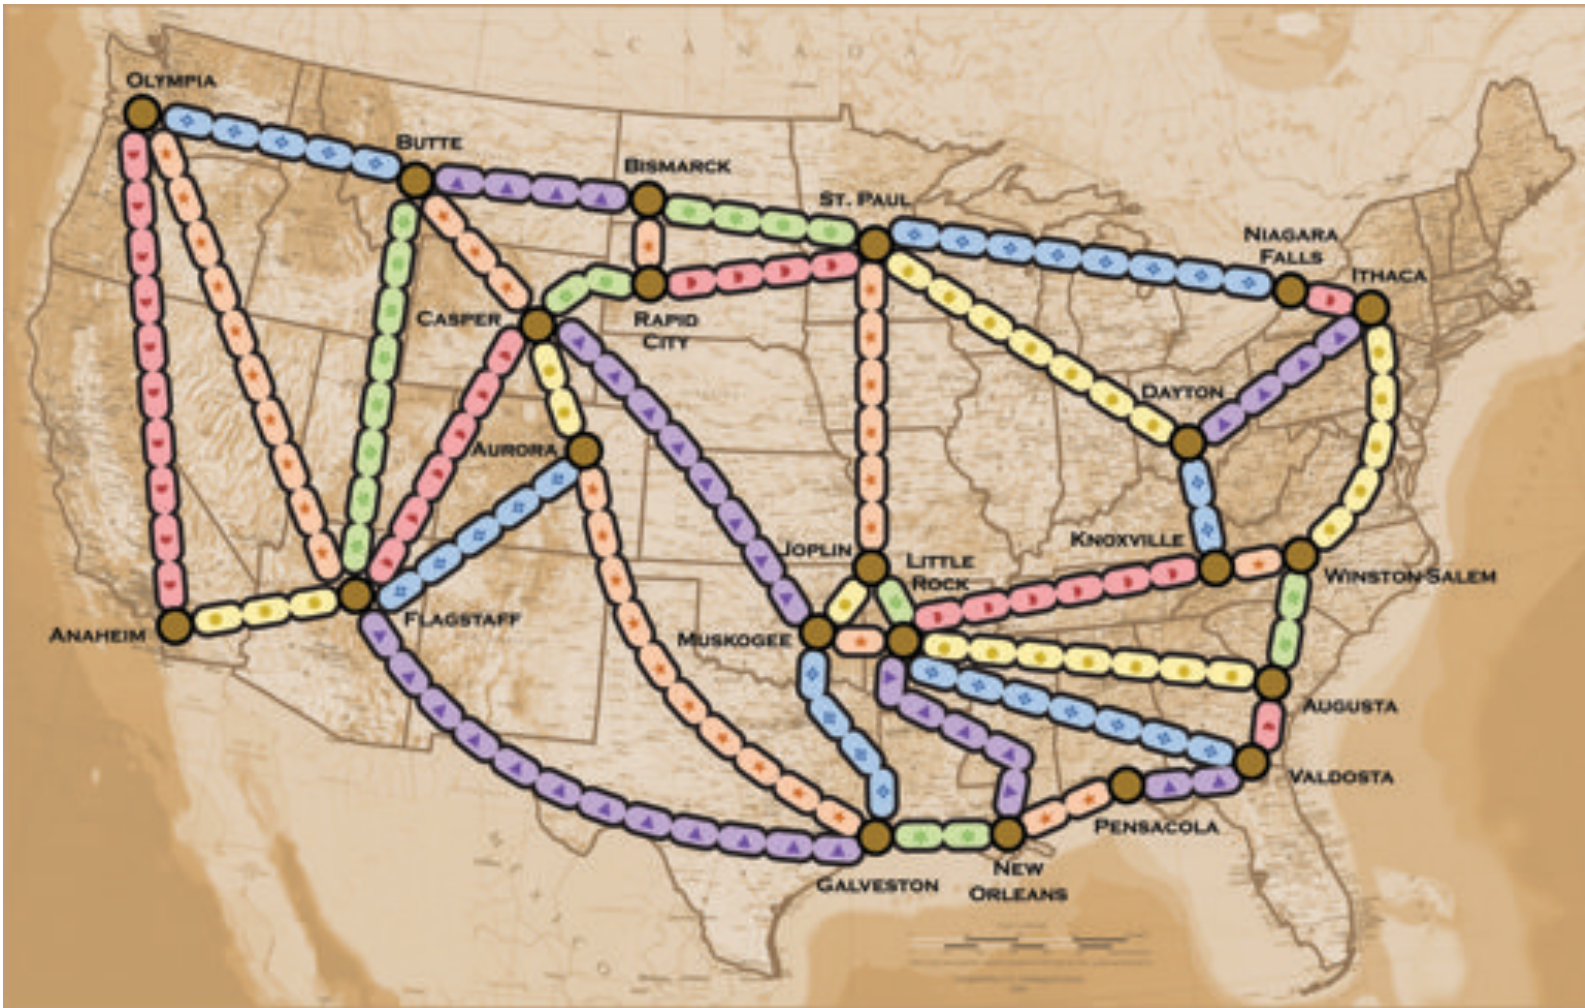 CANADA
OLYMPIA
BUTTE
BISMARCK
ST. PAUL
NIAGARA
FALLS
ITHACA
CASPER
RAPID
CITY
DAYTON
AURORA
JOPLIN
LITTLE
ROCK
KNOXVILLE
WINSTON-SALEM
ANAHEIM
FLAGSTAFF
MUSKOGEE
AUGUSTA
VALDOSTA
PENSACOLA
GALVESTON
NEW
ORLEANS